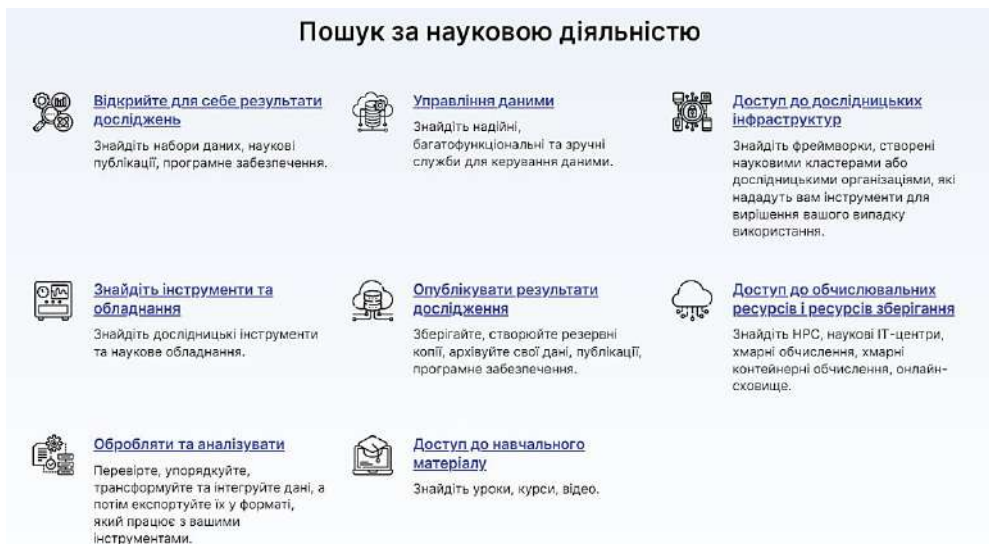 Пошук за науковою діяльністю
Відкрийте для себе результати
досліджень
Знайдіть набори даних, наукові
публікації, програмне забезпечення.
Управління даними
Знайдіть надійні,
багатофункціональні та зручні
служби для керування даними.
Доступ до дослідницьких
інфраструктур
Знайдіть фреймворки, створені
науковими кластерами або
дослідницькими організаціями, які
нададуть вам інструменти для
вирішення вашого випадку
використання.
Знайдіть інструменти та
обладнання
Знайдіть дослідницькі інструменти
та наукове обладнання.
Опублікувати результати
дослідження
Зберігайте, створюйте резервні
копії, архівуйте свої дані, публікації,
програмне забезпечення.
Доступ до обчислювальних
ресурсів і ресурсів зберігання
Знайдіть HPC, наукові ІТ-центри,
хмарні обчислення, хмарні
контейнерні обчислення, онлайн-
сховище.
Обробляти та аналізувати
Перевірте, упорядкуйте,
трансформуйте та інтегруйте дані, а
потім експортуйте їх у форматі,
який працює з вашими
інструментами.
Доступ до навчального
матеріалу
Знайдіть уроки, курси, відео.